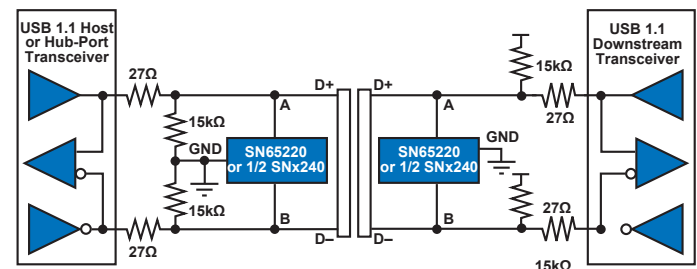 USB 1.1 Host
or Hub-Port
Transceiver
27Ω
15kΩ
GND
15kΩ
27Ω
A
B
SN65220
or 1/2 SNx240
D+
D–
D+
D–
A
B
SN65220
or 1/2 SNx240
GND
15kΩ
27Ω
27Ω
15kΩ
USB 1.1
Downstream
Transceiver